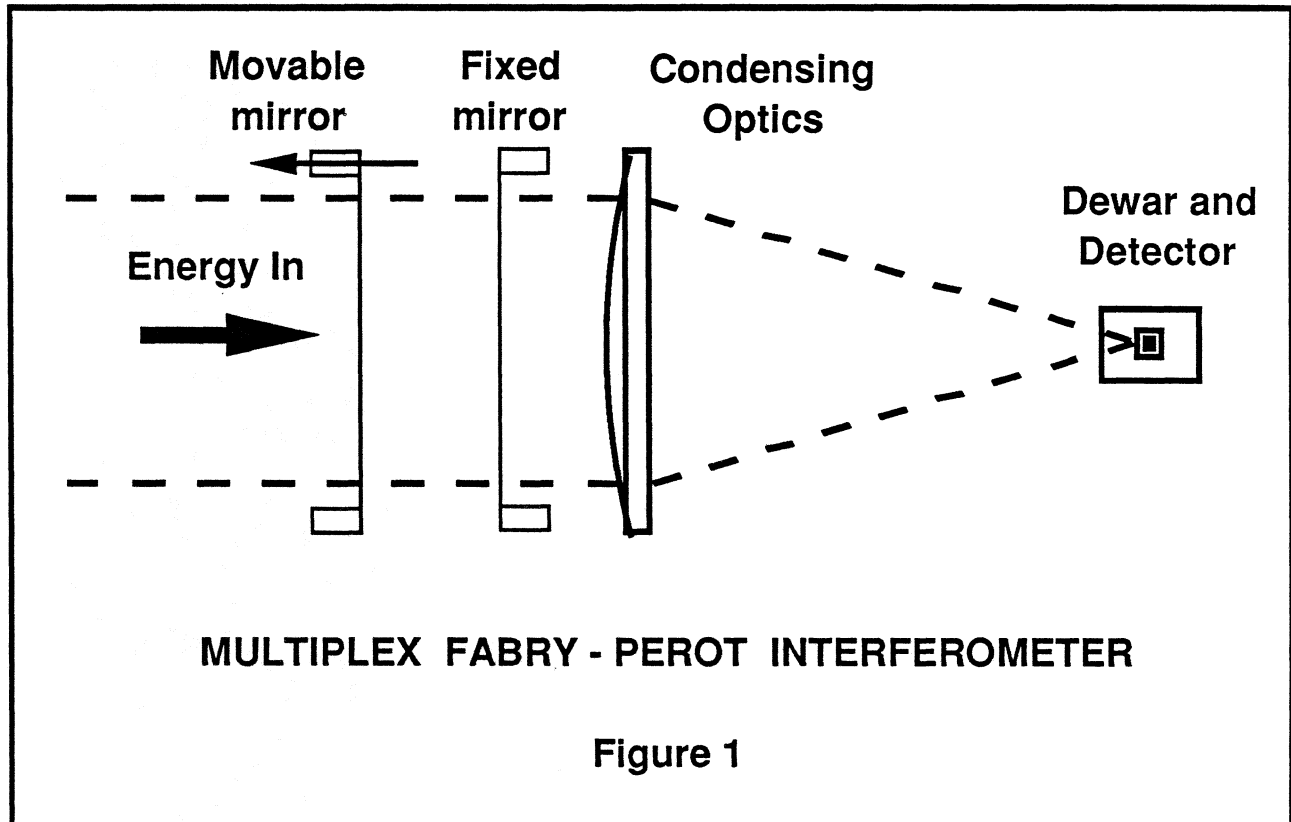 Movable
mirror
Fixed
mirror
Condensing
Optics
Dewar and
Detector
Energy In
MULTIPLEX FABRY - PEROT INTERFEROMETER
Figure 1